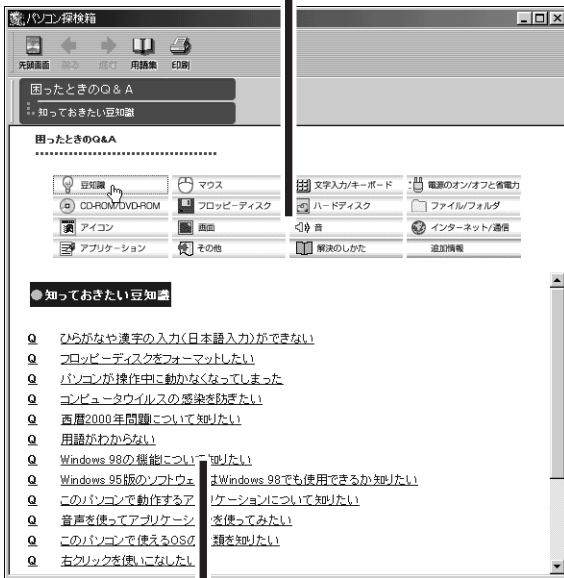 パソコン探検箱
先頭画面 戻る 進む 用語集 印刷
困ったときのQ&A
知っておきたい豆知識
困ったときのQ&A
豆知識 マウス 文字入力/キーボード 電源のオン/オフと省電力
CD-ROM/DVD-ROM フロッピーディスク ハードディスク ファイル/フォルダ
アイコン 画面 音 インターネット/通信
アプリケーション その他 解決のしかた 追加情報
●知っておきたい豆知識
Q ひらがなや漢字の入力(日本語入力)ができない
Q フロッピーディスクをフォーマットしたい
Q パソコンが操作中に動かなくなってしまった
Q コンピュータウイルスの感染を防ぎたい
Q 西暦2000年問題について知りたい
Q 用語がわからない
Q Windows 98の機能について知りたい
Q Windows 95版のソフトウェ はWindows 98でも使用できるか知りたい
Q このパソコンで動作するア リケーションについて知りたい
Q 音声を使ってアプリケーシ を使ってみたい
Q このパソコンで使えるOSの 類を知りたい
Q 右クリックを使いこなしたい